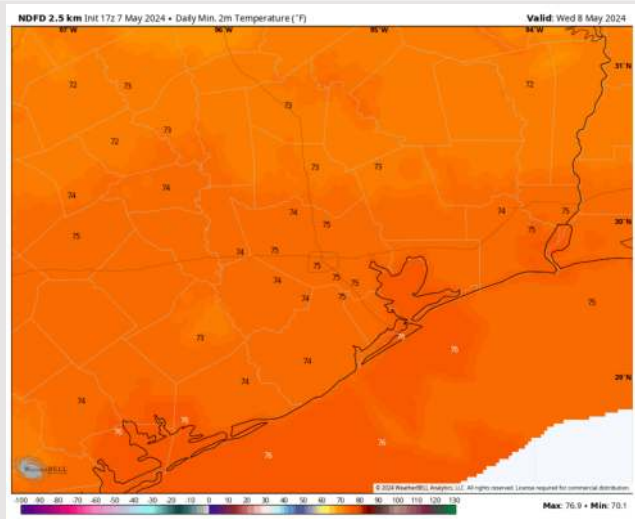 NDFD 2.5 km Init 17z 7 May 2024 • Daily Min. 2m Temperature (°F)
Valid: Wed 8 May 2024
97°W 96°W 95°W 94°W
31°N
72 73 72
73
72 73
73 73
74 74
74 74 75
75 75 75
74 75
30°N
75
74 75 75
74 75
75
73
76
76
74
29°N
74
74
76 76
76
76
WeatherBELL
© 2024 WeatherBELL Analytics, LLC. All rights reserved. License required for commercial distribution.
-100 -90 -80 -70 -60 -50 -40 -30 -20 -10 0 10 20 30 40 50 60 70 80 90 100 110 120 130
Max: 76.9 • Min: 70.1